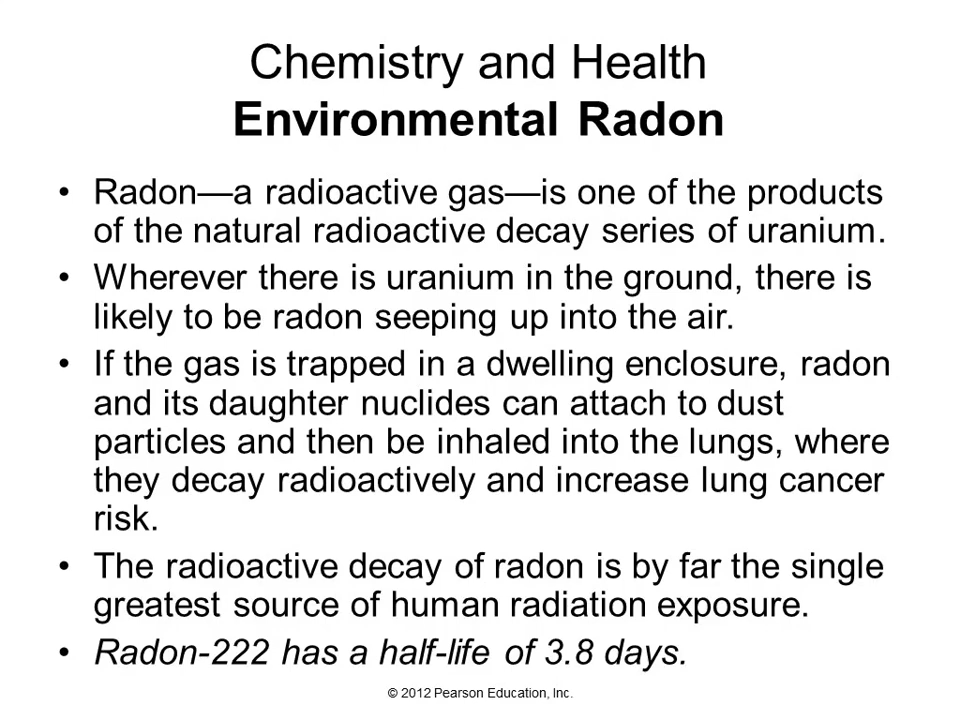 Chemistry and Health
Environmental Radon
• Radon—a radioactive gas—is one of the products
of the natural radioactive decay series of uranium.
• Wherever there is uranium in the ground, there is
likely to be radon seeping up into the air.
• If the gas is trapped in a dwelling enclosure, radon
and its daughter nuclides can attach to dust
particles and then be inhaled into the lungs, where
they decay radioactively and increase lung cancer
risk.
• The radioactive decay of radon is by far the single
greatest source of human radiation exposure.
• Radon-222 has a half-life of 3.8 days.
© 2012 Pearson Education, Inc.